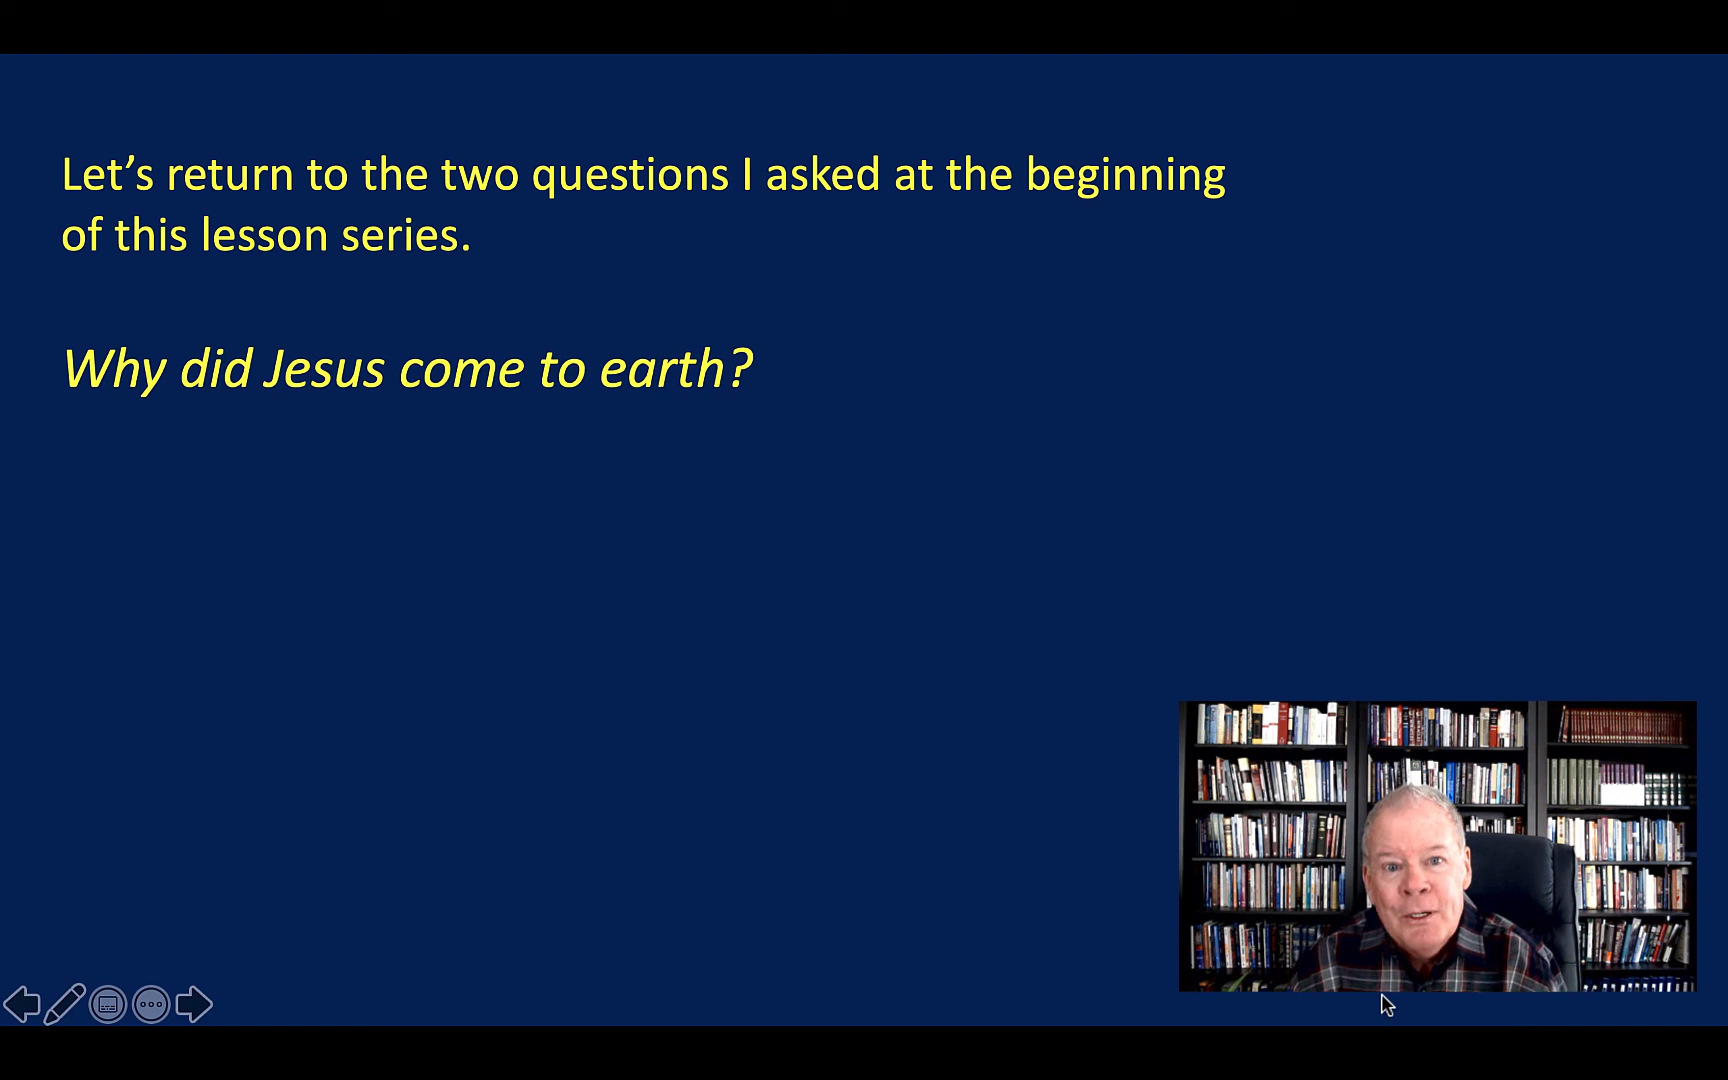 Let’s return to the two questions I asked at the beginning
of this lesson series.
Why did Jesus come to earth?